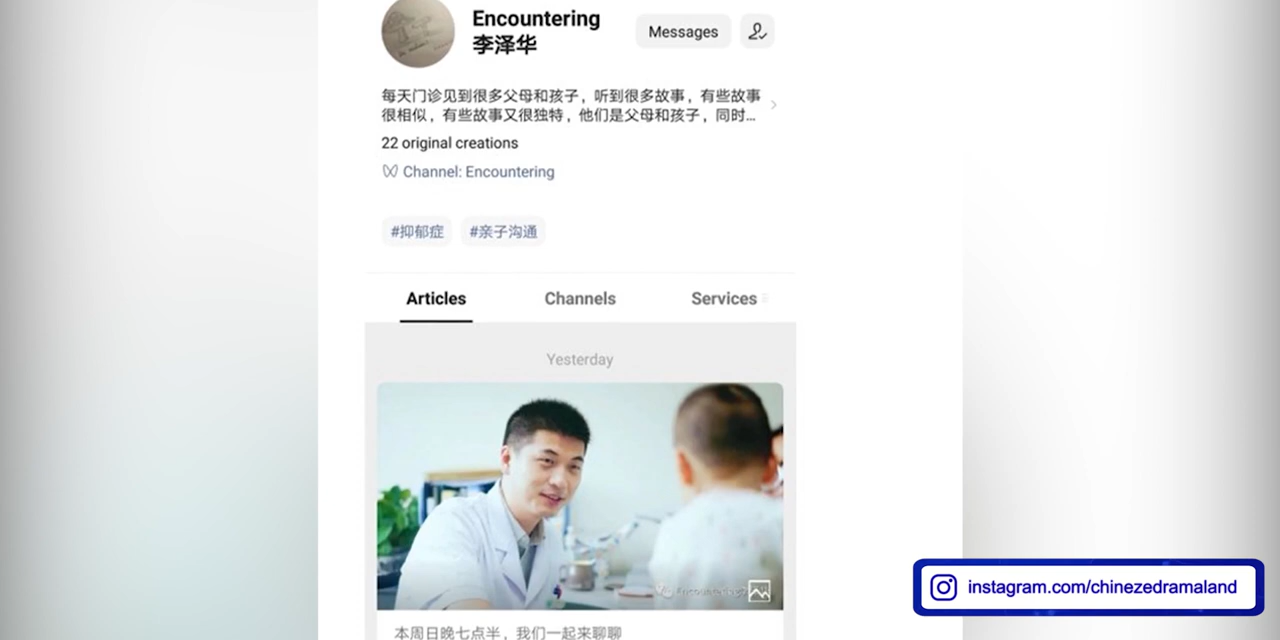 Encountering
李泽华
Messages
每天门诊见到很多父母和孩子，听到很多故事，有些故事
很相似，有些故事又很独特，他们是父母和孩子，同时...
22 original creations
Channel: Encountering
#抑郁症 #亲子沟通
Articles Channels Services
Yesterday
本周日晚七点半，我们一起来聊聊
instagram.com/chinezedramaland